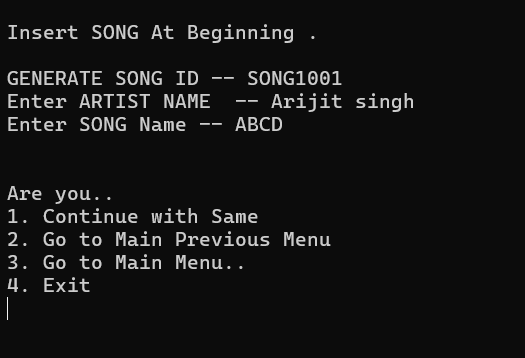 Insert SONG At Beginning .
GENERATE SONG ID -- SONG1001
Enter ARTIST NAME  -- Arijit singh
Enter SONG Name -- ABCD
Are you..
1. Continue with Same
2. Go to Main Previous Menu
3. Go to Main Menu..
4. Exit